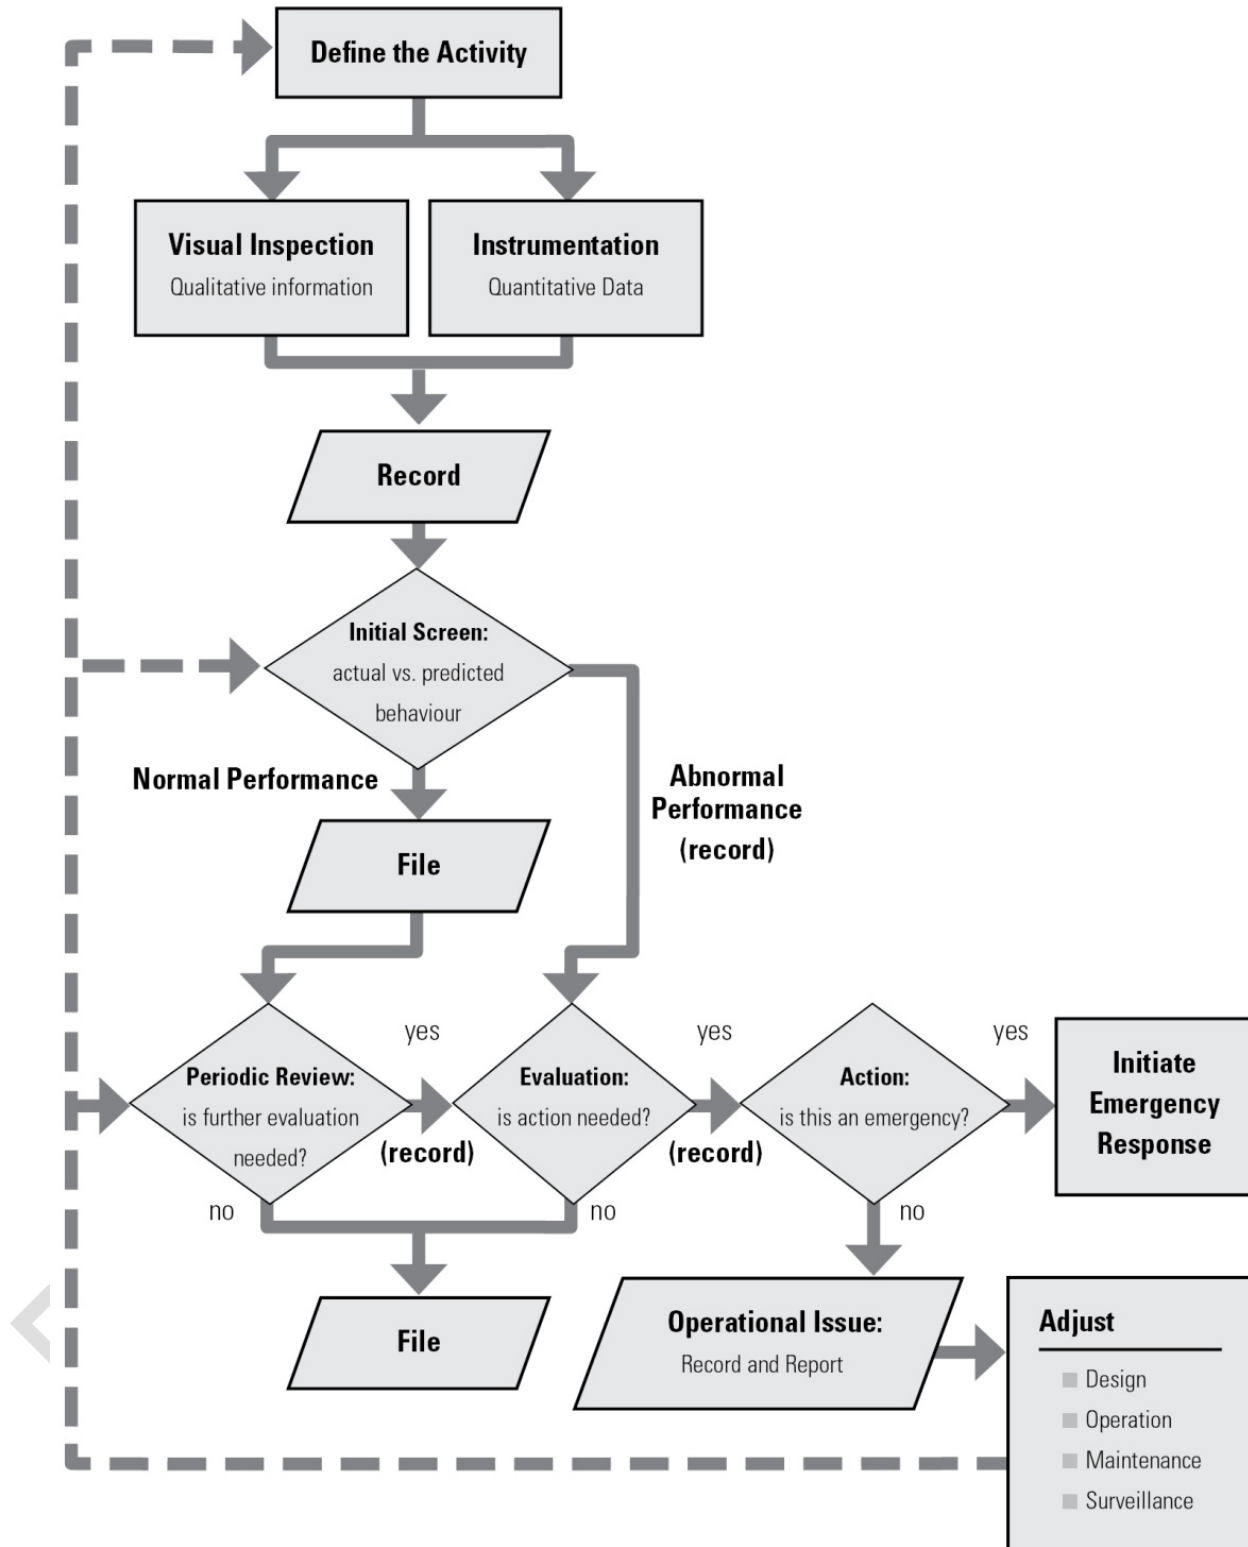 Define the Activity
Visual Inspection
Qualitative information
Instrumentation
Quantitative Data
Record
Initial Screen:
actual vs. predicted
behaviour
Normal Performance
Abnormal
Performance
(record)
File
Periodic Review:
is further evaluation
needed?
yes
(record)
no
Evaluation:
is action needed?
yes
(record)
no
Action:
is this an emergency?
yes
no
Initiate
Emergency
Response
File
Operational Issue:
Record and Report
Adjust
Design
Operation
Maintenance
Surveillance